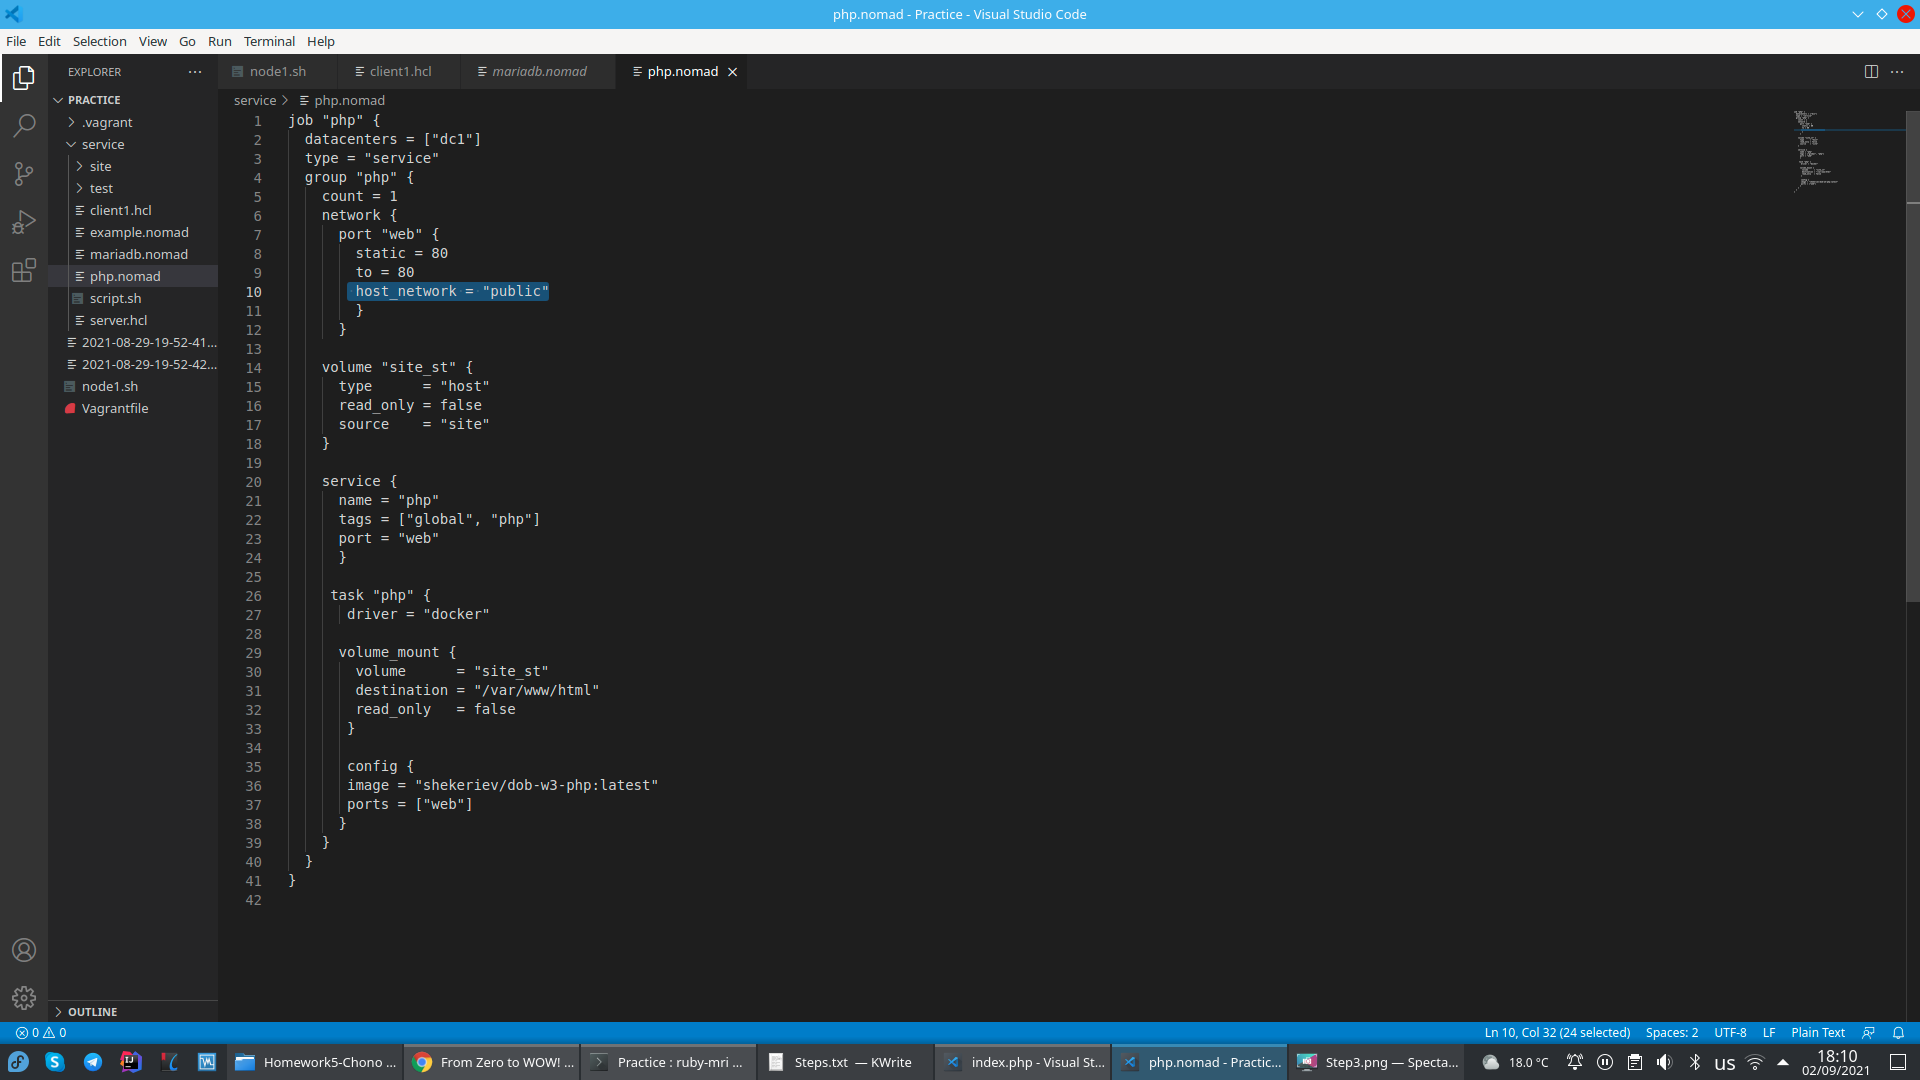 php.nomad - Practice - Visual Studio Code
File Edit Selection View Go Run Terminal Help
EXPLORER
node1.sh
client1.hcl
mariadb.nomad
php.nomad
PRACTICE
.vagrant
service
site
test
client1.hcl
example.nomad
mariadb.nomad
php.nomad
script.sh
server.hcl
2021-08-29-19-52-41...
2021-08-29-19-52-42...
node1.sh
Vagrantfile
OUTLINE
service > php.nomad
1 job "php" {
2 datacenters = ["dc1"]
3 type = "service"
4 group "php" {
5 count = 1
6 network {
7 port "web" {
8 static = 80
9 to = 80
10 host_network = "public"
11 }
12 }
13
14 volume "site_st" {
15 type = "host"
16 read_only = false
17 source = "site"
18 }
19
20 service {
21 name = "php"
22 tags = ["global", "php"]
23 port = "web"
24 }
25
26 task "php" {
27 driver = "docker"
28
29 volume_mount {
30 volume = "site_st"
31 destination = "/var/www/html"
32 read_only = false
33 }
34
35 config {
36 image = "shekeriev/dob-w3-php:latest"
37 ports = ["web"]
38 }
39 }
40 }
41 }
42
0 0 Ln 10, Col 32 (24 selected) Spaces: 2 UTF-8 LF Plain Text
Homework5-Chono ... From Zero to WOW! ... Practice : ruby-mri ... Steps.txt — KWrite index.php - Visual St... php.nomad - Practic... Step3.png — Specta... 18.0 °C us 18:10
02/09/2021